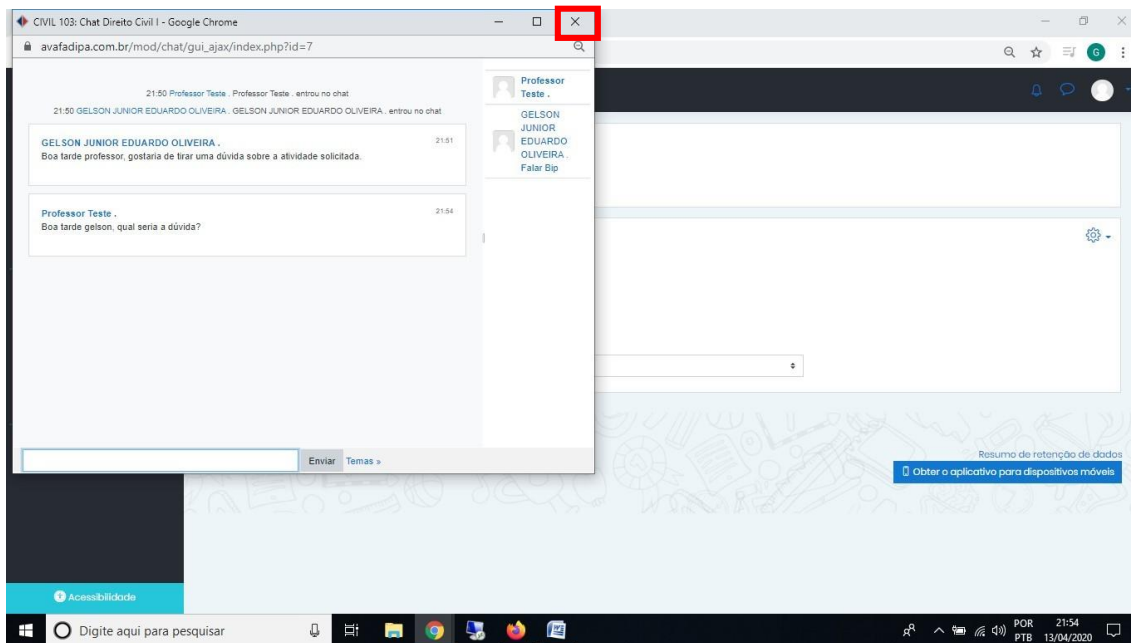 CIVIL 103: Chat Direito Civil I - Google Chrome
avafadipa.com.br/mod/chat/gui_ajax/index.php?id=7
21:50 Professor Teste . Professor Teste . entrou no chat
21:50 GELSON JUNIOR EDUARDO OLIVEIRA . GELSON JUNIOR EDUARDO OLIVEIRA . entrou no chat
GELSON JUNIOR EDUARDO OLIVEIRA . 21:51
Boa tarde professor, gostaria de tirar uma dúvida sobre a atividade solicitada.
Professor Teste . 21:54
Boa tarde gelson, qual seria a dúvida?
Professor
Teste .
GELSON
JUNIOR
EDUARDO
OLIVEIRA .
Falar Bip
Enviar Temas »
G
Resumo de retenção de dados
Obter o aplicativo para dispositivos móveis
Acessibilidade
Digite aqui para pesquisar
POR
PTB
21:54
13/04/2020